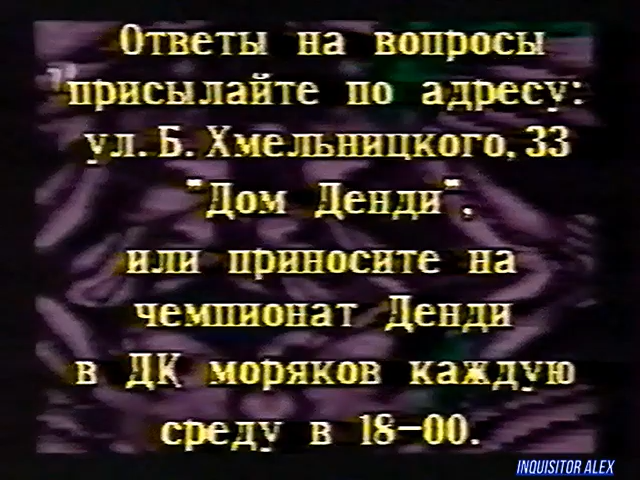 Ответы на вопросы
присылайте по адресу:
ул. Б. Хмельницкого, 33
"Дом Денди",
или приносите на
чемпионат Денди
в ДК моряков каждую
среду в 18-00.
INQUISITOR ALEX